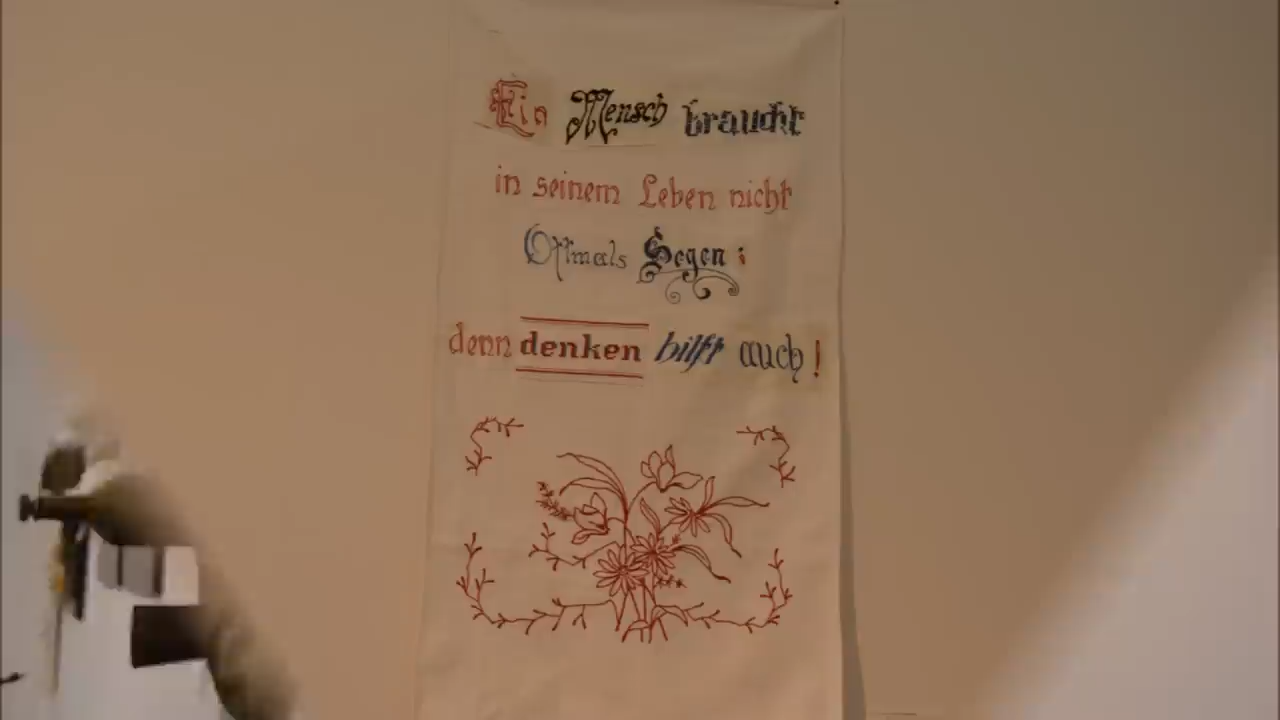 Ein Mensch braucht
in seinem Leben nicht
Oftmals Segen:
denn denken hilft auch!